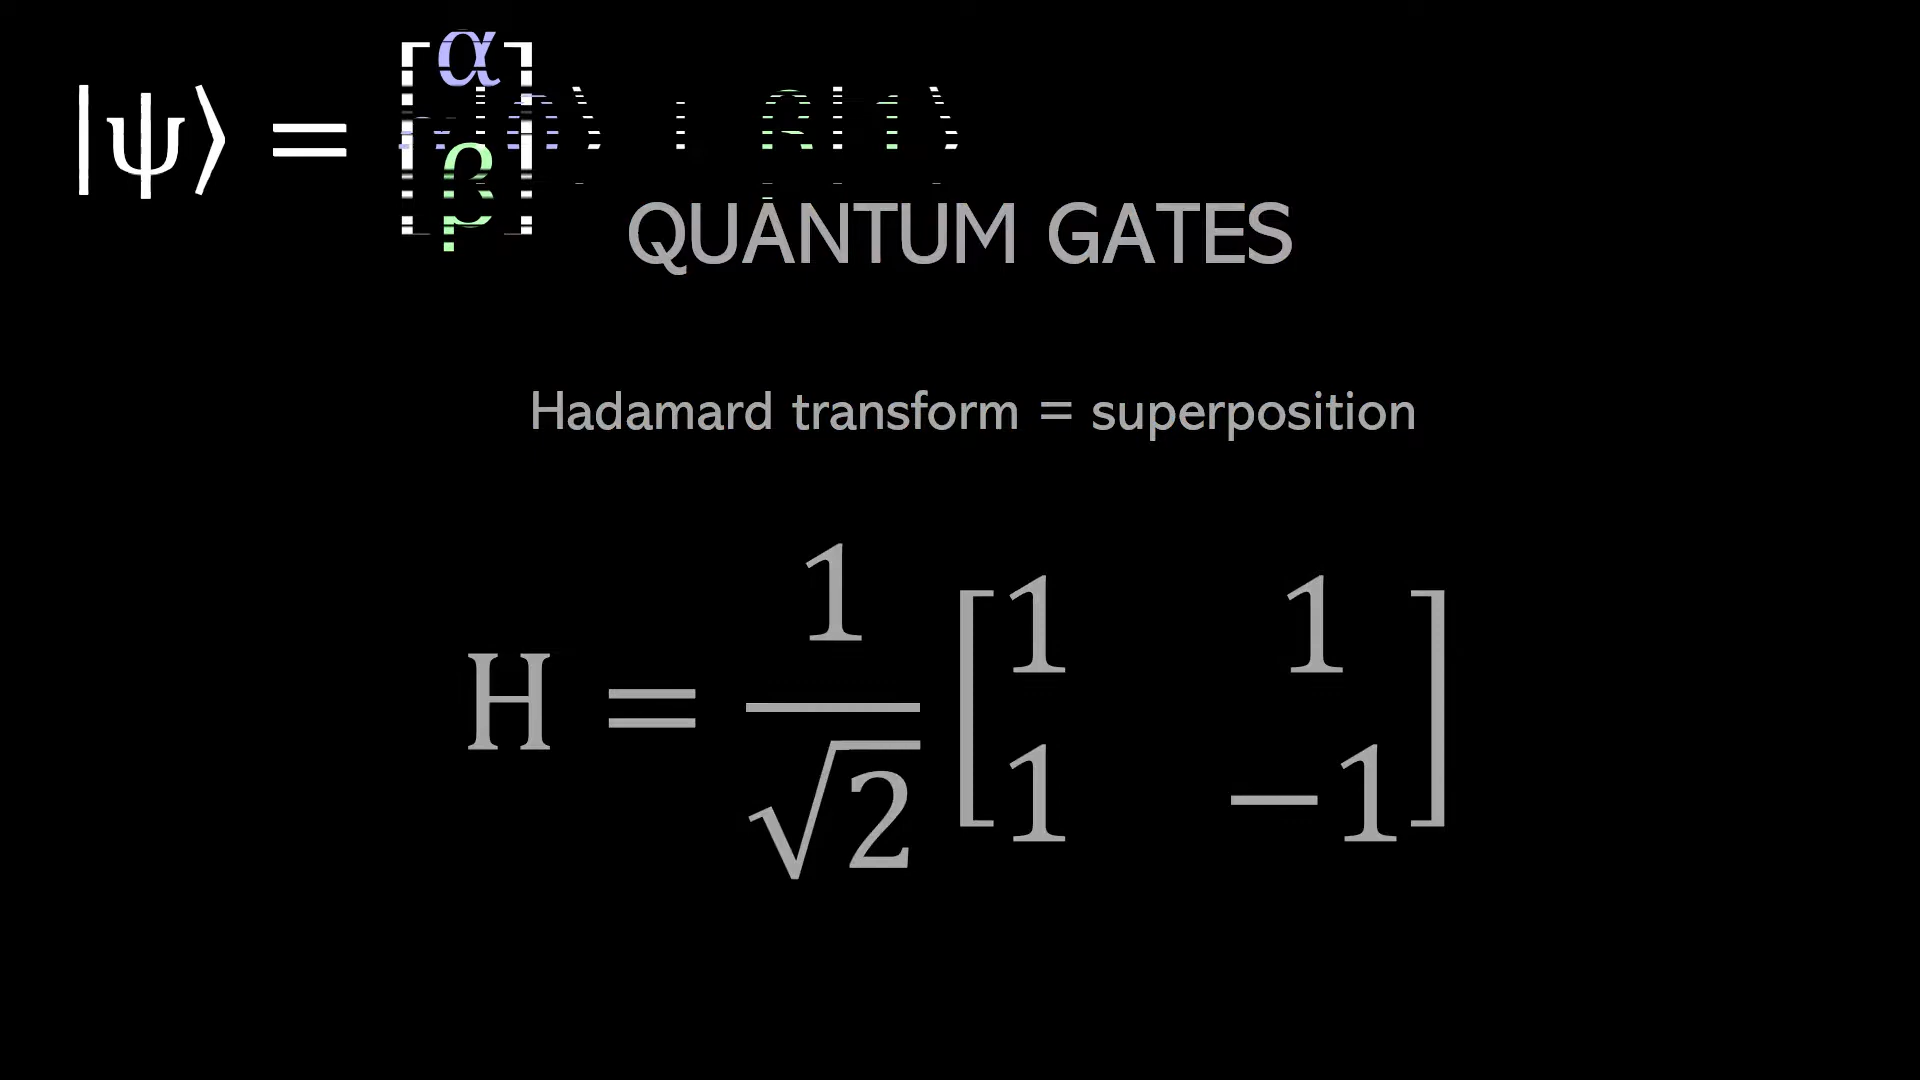 |ψ⟩ = [α
β]
QUANTUM GATES
Hadamard transform = superposition
H = 1/√2 [1 1
1 −1]